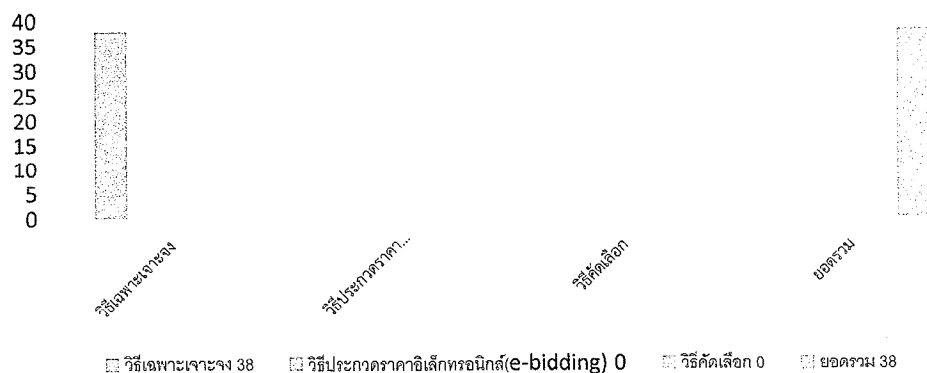 40
35
30
25
20
15
10
5
0
วิธีเฉพาะเจาะจง
วิธีประกวดราคา...
วิธีคัดเลือก
ยอดรวม
วิธีเฉพาะเจาะจง 38 วิธีประกวดราคาอิเล็กทรอนิกส์(e-bidding) 0 วิธีคัดเลือก 0 ยอดรวม 38